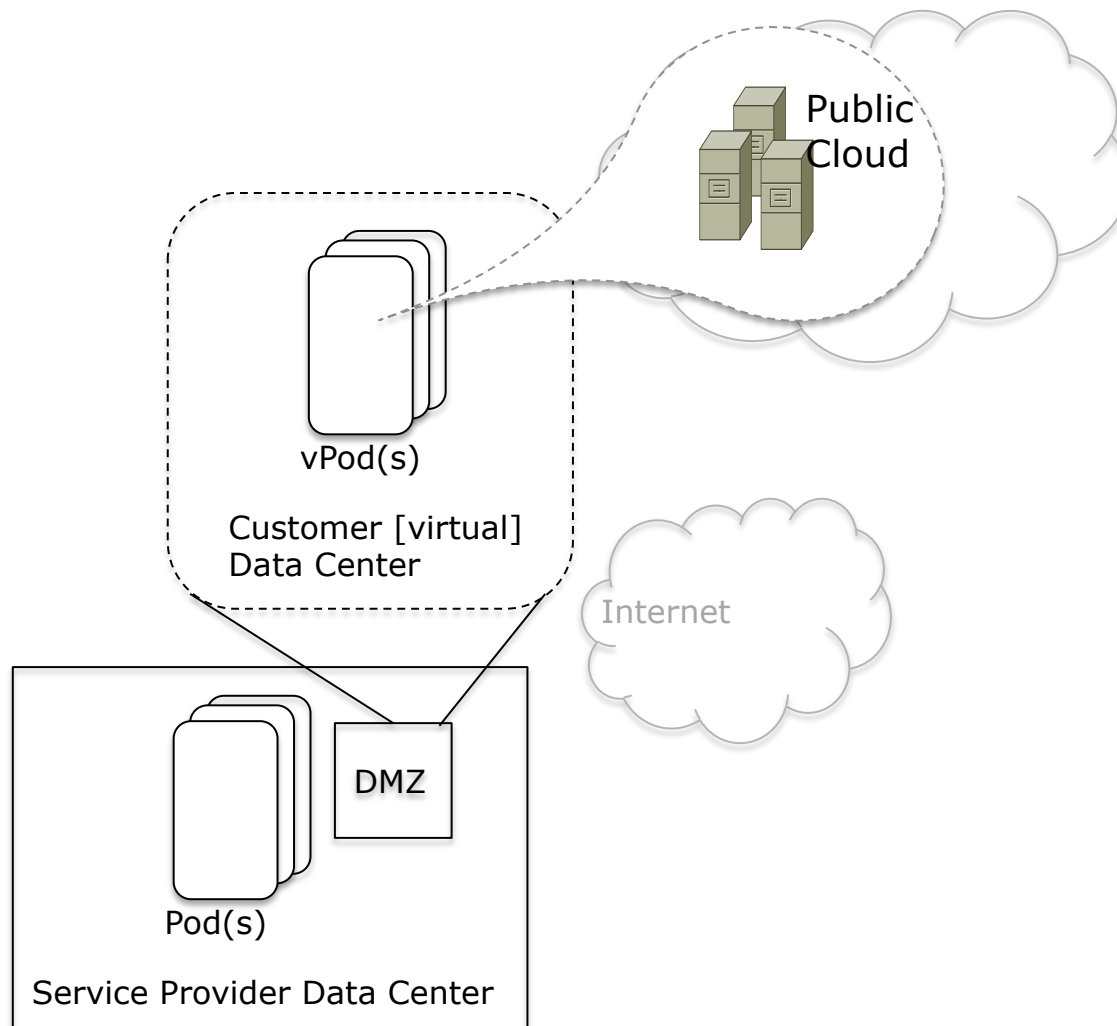 Public
Cloud
vPod(s)
Customer [virtual]
Data Center
Internet
DMZ
Pod(s)
Service Provider Data Center